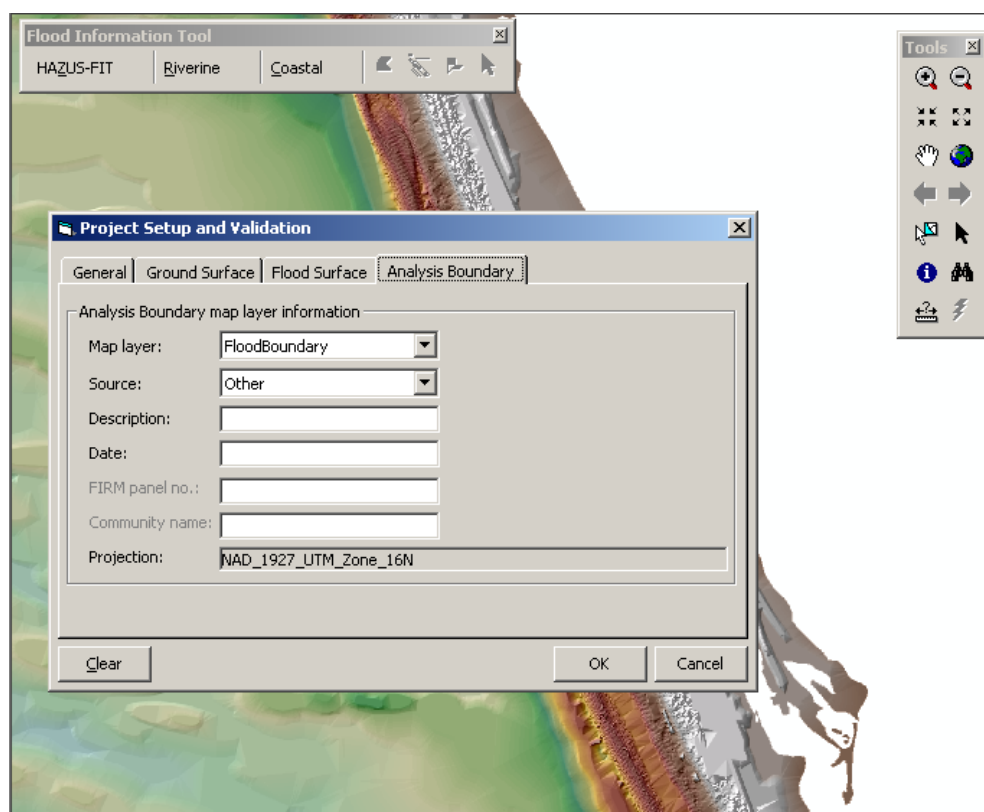 Flood Information Tool
HAZUS-FIT Riverine Coastal
Tools
Project Setup and Validation
General Ground Surface Flood Surface Analysis Boundary
Analysis Boundary map layer information
Map layer: FloodBoundary
Source: Other
Description:
Date:
FIRM panel no.:
Community name:
Projection: NAD_1927_UTM_Zone_16N
Clear OK Cancel